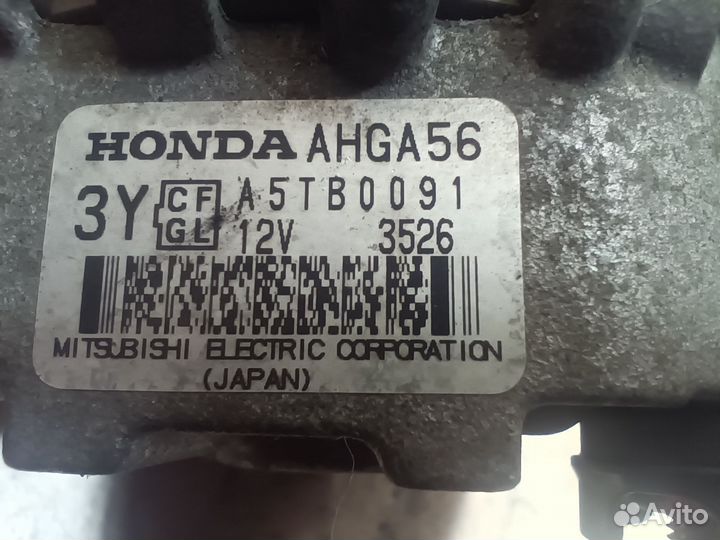 HONDA AHGA56
3Y CF GL A5TB0091
12V 3526
MITSUBISHI ELECTRIC CORPORATION
(JAPAN)
Avito